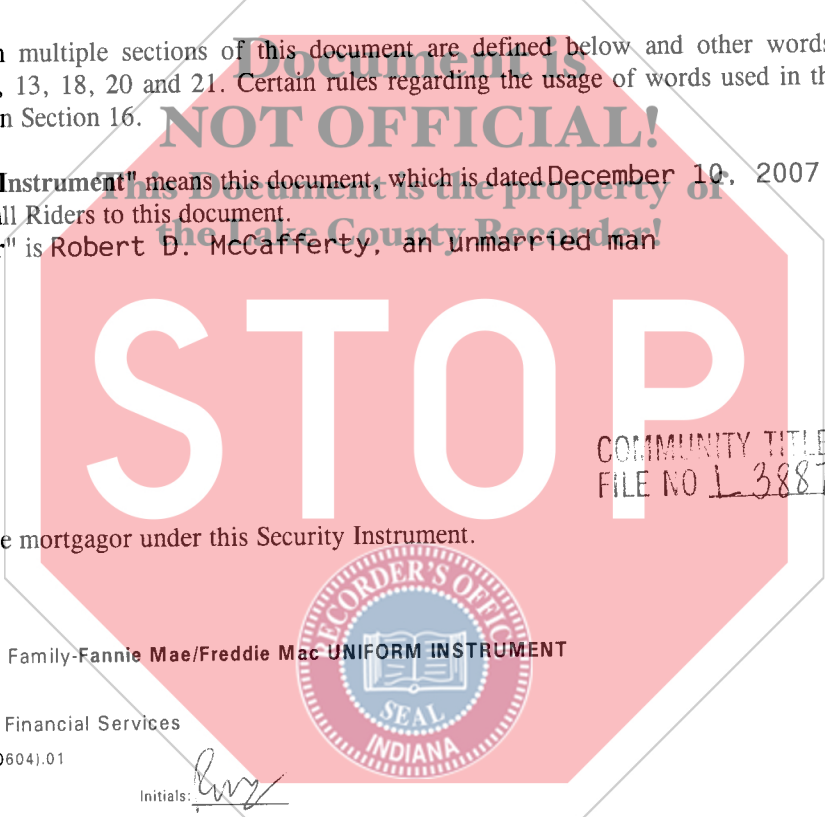 multiple sections of this document are defined below and other words
13, 18, 20 and 21. Certain rules regarding the usage of words used in
n Section 16.
Document is
NOT OFFICIAL!
This Document is the property of
the Lake County Recorder!
Instrument" means this document, which is dated December 10, 2007
all Riders to this document.
" is Robert D. McCafferty, an unmarried man
STOP
COMMUNITY TITLE
FILE NO L 3887
e mortgagor under this Security Instrument.
RECORDER'S OFFICE
SEAL
INDIANA
Family-Fannie Mae/Freddie Mac UNIFORM INSTRUMENT
Financial Services
0604).01
Initials: